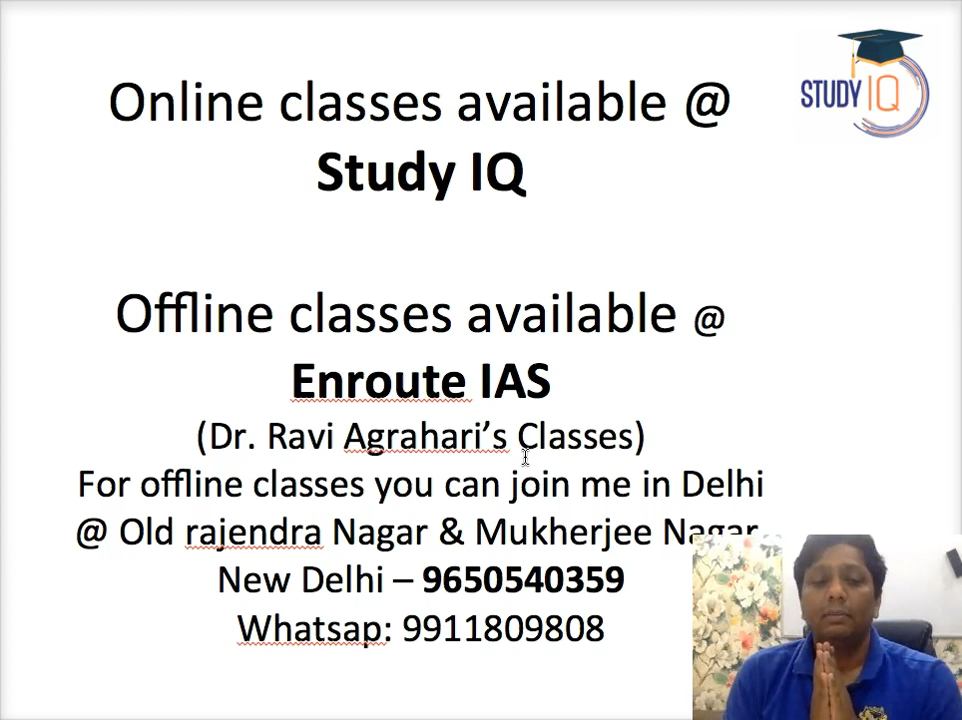 Online classes available @
Study IQ
STUDY IQ
Offline classes available @
Enroute IAS
(Dr. Ravi Agrahari’s Classes)
For offline classes you can join me in Delhi
@ Old rajendra Nagar & Mukherjee Nagar
New Delhi – 9650540359
Whatsap: 9911809808